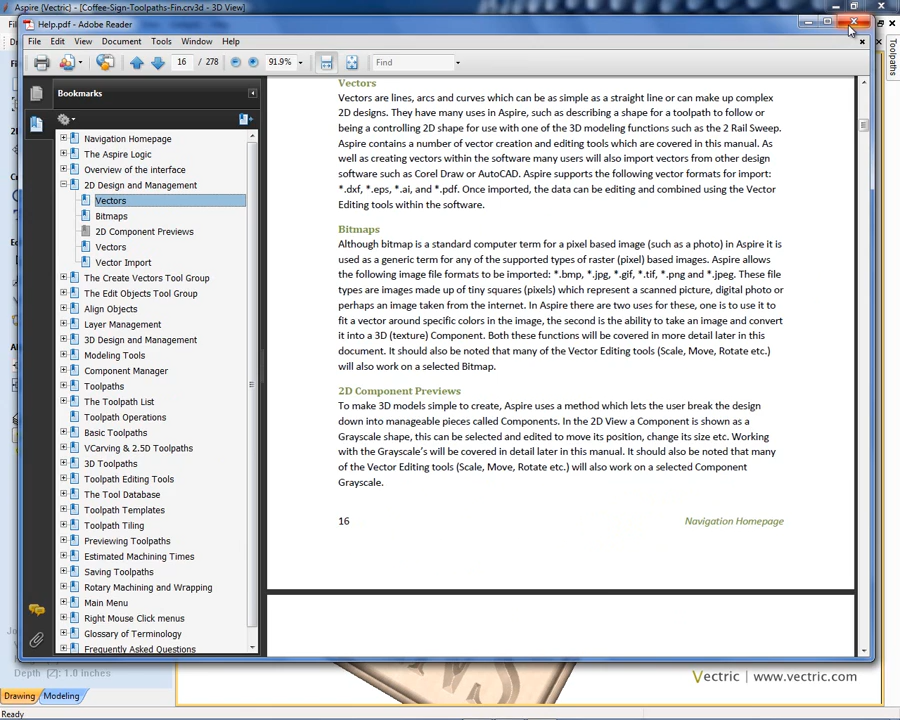 Aspire (Vectric) - [Coffee-Sign-Toolpaths-Fin.crv3d - 3D View]
Help.pdf - Adobe Reader
File Edit View Document Tools Window Help
16 / 278 91.9% Find
Bookmarks
Navigation Homepage
The Aspire Logic
Overview of the interface
2D Design and Management
Vectors
Bitmaps
2D Component Previews
Vectors
Vector Import
The Create Vectors Tool Group
The Edit Objects Tool Group
Align Objects
Layer Management
3D Design and Management
Modeling Tools
Component Manager
Toolpaths
The Toolpath List
Toolpath Operations
Basic Toolpaths
VCarving & 2.5D Toolpaths
3D Toolpaths
Toolpath Editing Tools
The Tool Database
Toolpath Templates
Toolpath Tiling
Previewing Toolpaths
Estimated Machining Times
Saving Toolpaths
Rotary Machining and Wrapping
Main Menu
Right Mouse Click menus
Glossary of Terminology
Frequently Asked Questions
Vectors
Vectors are lines, arcs and curves which can be as simple as a straight line or can make up complex
2D designs. They have many uses in Aspire, such as describing a shape for a toolpath to follow or
being a controlling 2D shape for use with one of the 3D modeling functions such as the 2 Rail Sweep.
Aspire contains a number of vector creation and editing tools which are covered in this manual. As
well as creating vectors within the software many users will also import vectors from other design
software such as Corel Draw or AutoCAD. Aspire supports the following vector formats for import:
*.dxf, *.eps, *.ai, and *.pdf. Once imported, the data can be editing and combined using the Vector
Editing tools within the software.
Bitmaps
Although bitmap is a standard computer term for a pixel based image (such as a photo) in Aspire it is
used as a generic term for any of the supported types of raster (pixel) based images. Aspire allows
the following image file formats to be imported: *.bmp, *.jpg, *.gif, *.tif, *.png and *.jpeg. These file
types are images made up of tiny squares (pixels) which represent a scanned picture, digital photo or
perhaps an image taken from the internet. In Aspire there are two uses for these, one is to use it to
fit a vector around specific colors in the image, the second is the ability to take an image and convert
it into a 3D (texture) Component. Both these functions will be covered in more detail later in this
document. It should also be noted that many of the Vector Editing tools (Scale, Move, Rotate etc.)
will also work on a selected Bitmap.
2D Component Previews
To make 3D models simple to create, Aspire uses a method which lets the user break the design
down into manageable pieces called Components. In the 2D View a Component is shown as a
Grayscale shape, this can be selected and edited to move its position, change its size etc. Working
with the Grayscale's will be covered in detail later in this manual. It should also be noted that many
of the Vector Editing tools (Scale, Move, Rotate etc.) will also work on a selected Component
Grayscale.
16 Navigation Homepage
Toolpaths
Depth (Z): 1.0 inches
Drawing Modeling
Vectric | www.vectric.com
Ready